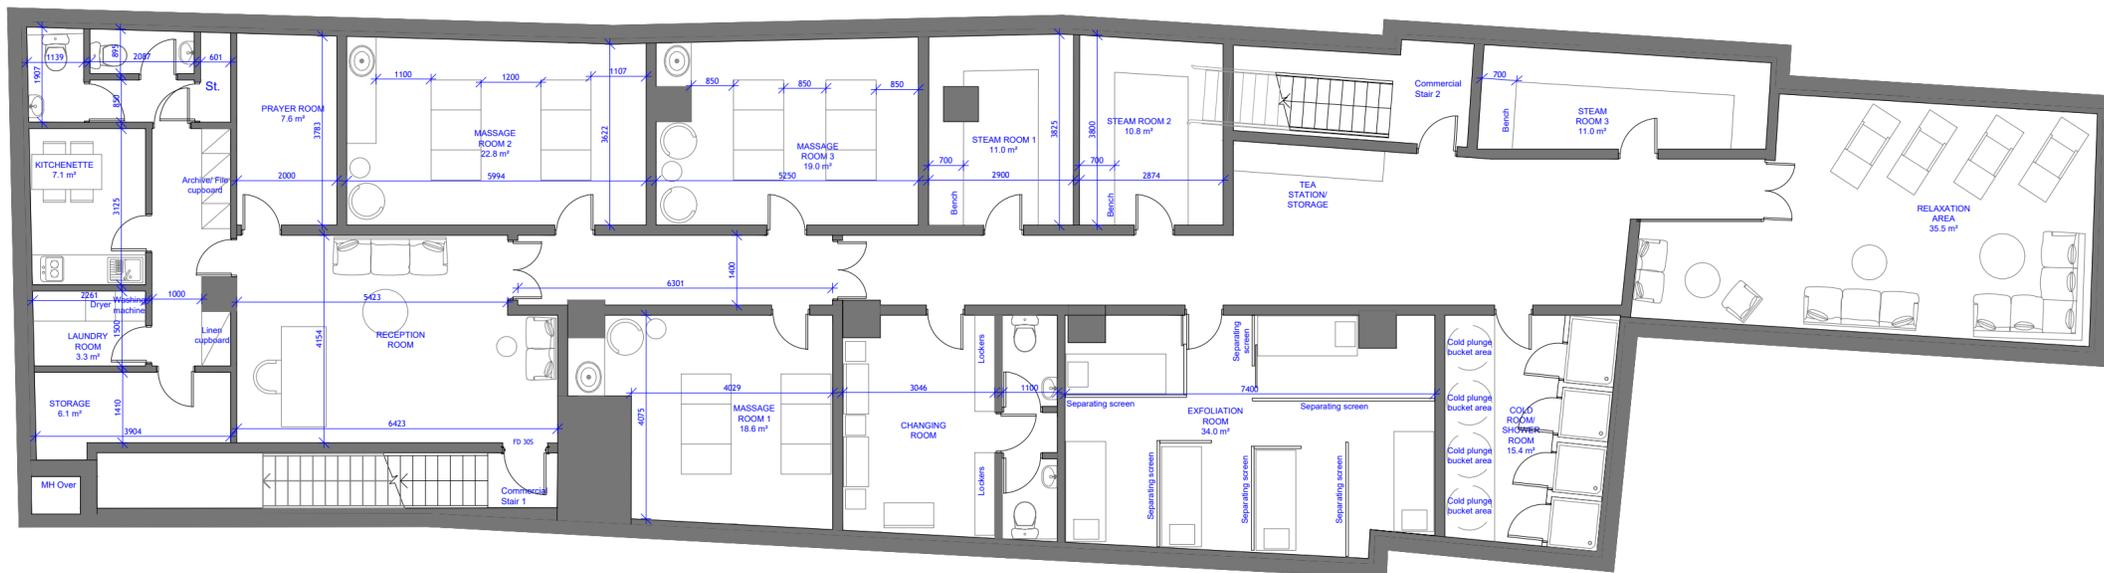 1139
1907
895
2087
601
850
St.
PRAYER ROOM
7.6 m²
3783
1100
1200
1107
MASSAGE
ROOM 2
22.8 m²
3622
850
850
850
MASSAGE
ROOM 3
19.0 m²
STEAM ROOM 1
11.0 m²
3825
700
Bench
STEAM ROOM 2
10.8 m²
3800
700
Bench
Commercial
Stair 2
700
Bench
STEAM
ROOM 3
11.0 m²
KITCHENETTE
7.1 m²
3125
Archive/ File
cupboard
2000
5994
5250
2900
2874
TEA
STATION/
STORAGE
RELAXATION
AREA
35.5 m²
2261
Dryer
Washing
machine
1000
1500
LAUNDRY
ROOM
3.3 m²
Linen
cupboard
5423
4154
RECEPTION
ROOM
1400
6301
STORAGE
6.1 m²
1410
3904
6423
FD 30S
MH Over
Commercial
Stair 1
4029
4075
MASSAGE
ROOM 1
18.6 m²
3046
CHANGING
ROOM
Lockers
Lockers
1100
7400
Separating screen
Separating
screen
Separating screen
EXFOLIATION
ROOM
34.0 m²
Separating screen
Separating screen
Separating screen
Cold plunge
bucket area
Cold plunge
bucket area
Cold plunge
bucket area
Cold plunge
bucket area
COLD
ROOM/
SHOWER
ROOM
15.4 m²